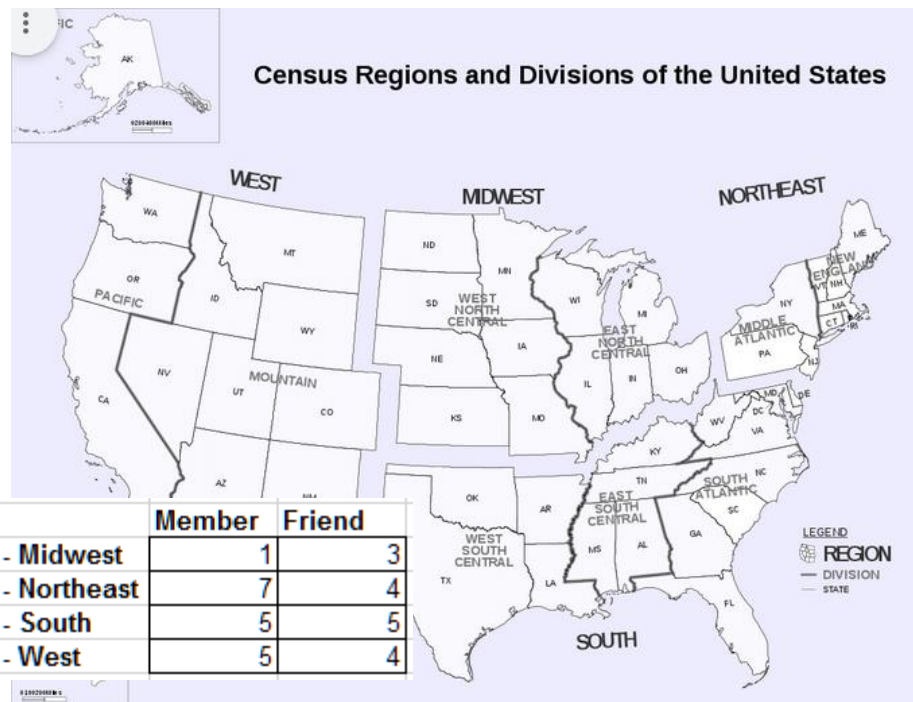 IC
AK
Census Regions and Divisions of the United States
WEST
MIDWEST
NORTHEAST
WA
MT
ND
MN
ME
OR
ID
SD
WI
MI
NEW
ENGLAND
VT
NH
NY
MA
CT
RI
PACIFIC
WY
WEST
NORTH
CENTRAL
EAST
NORTH
CENTRAL
MIDDLE
ATLANTIC
PA
NJ
NE
IA
NV
UT
MOUNTAIN
CO
IL
IN
OH
CA
KS
MO
WV
MD
DE
DC
VA
KY
AZ
NM
OK
AR
TN
NC
EAST
SOUTH
CENTRAL
SOUTH
ATLANTIC
SC
WEST
SOUTH
CENTRAL
MS
AL
GA
TX
LA
FL
SOUTH
LEGEND
REGION
DIVISION
STATE
Member Friend
- Midwest 1 3
- Northeast 7 4
- South 5 5
- West 5 4